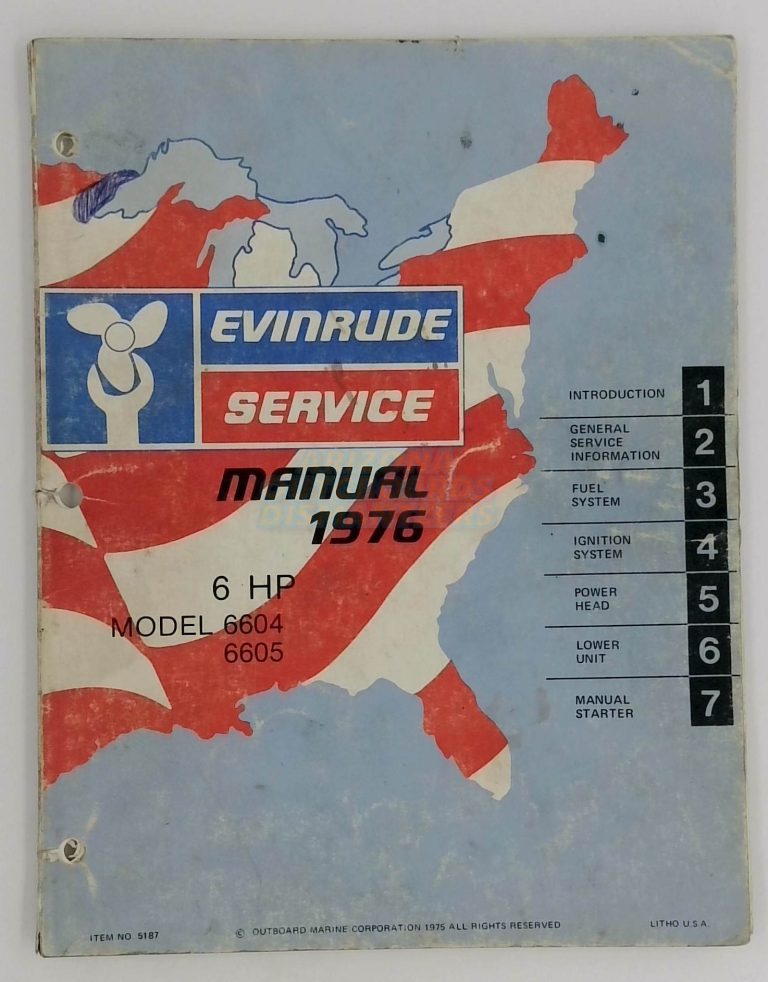 EVINRUDE
SERVICE
MANUAL
1976
6 HP
MODEL 6604
6605
INTRODUCTION 1
GENERAL
SERVICE
INFORMATION 2
FUEL
SYSTEM 3
IGNITION
SYSTEM 4
POWER
HEAD 5
LOWER
UNIT 6
MANUAL
STARTER 7
ITEM NO. 5187
© OUTBOARD MARINE CORPORATION 1975 ALL RIGHTS RESERVED
LITHO U.S.A.